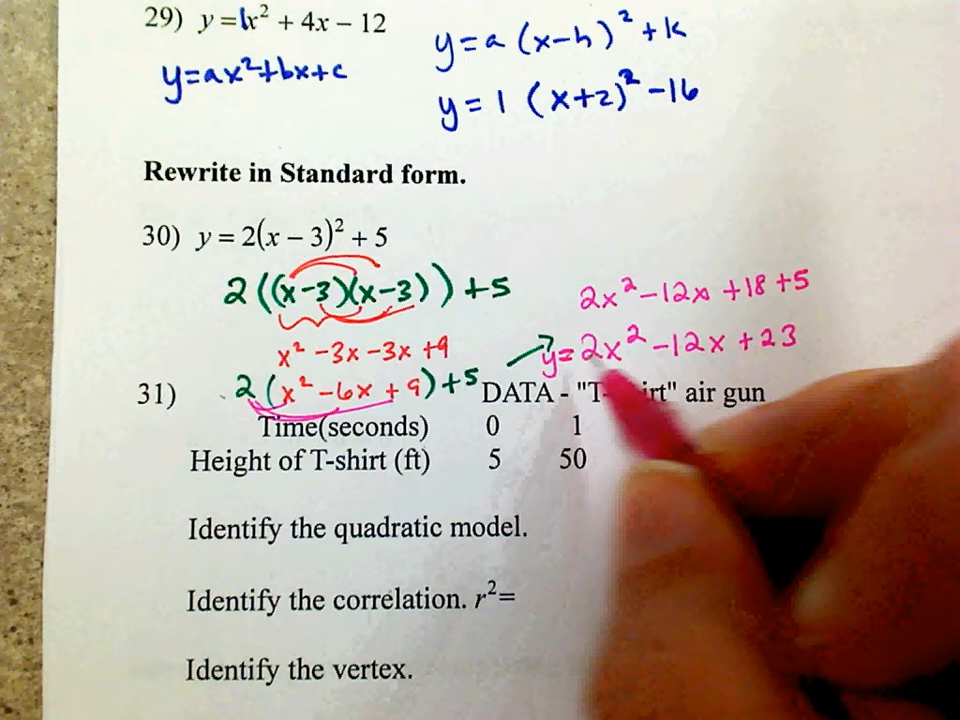 29) y = 1x² + 4x − 12
y = a (x-h)² + k
y=ax²+bx+c
y = 1 (x+2)² -16
Rewrite in Standard form.
30) y = 2(x − 3)² + 5
2((x-3)(x-3)) +5
2x² -12x +18 +5
x² -3x -3x +9
y= 2x² -12x +23
2(x² -6x + 9) +5
31) DATA - "T- irt" air gun
Time(seconds) 0 1
Height of T-shirt (ft) 5 50
Identify the quadratic model.
Identify the correlation. r²=
Identify the vertex.